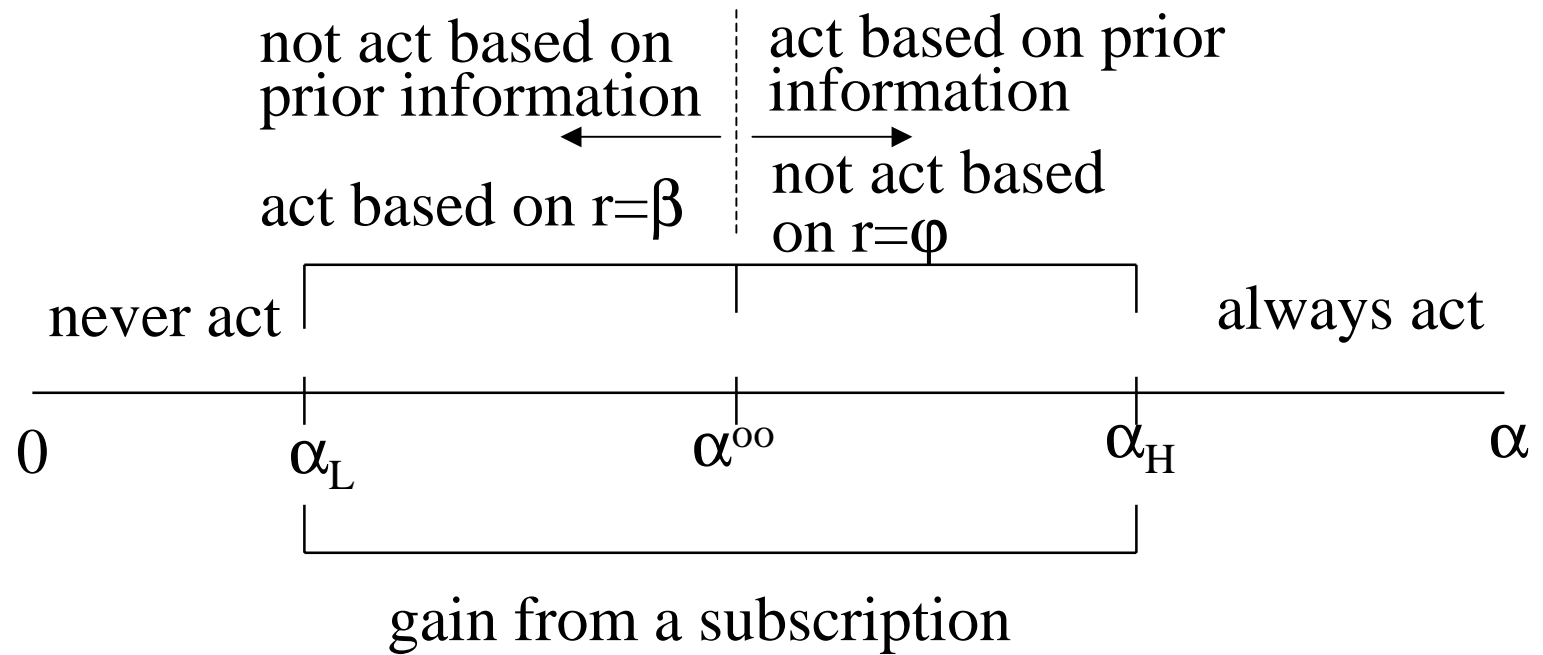 not act based on
prior information
act based on prior
information
act based on r=β
not act based
on r=φ
never act
always act
0
α_L
α^oo
α_H
α
gain from a subscription